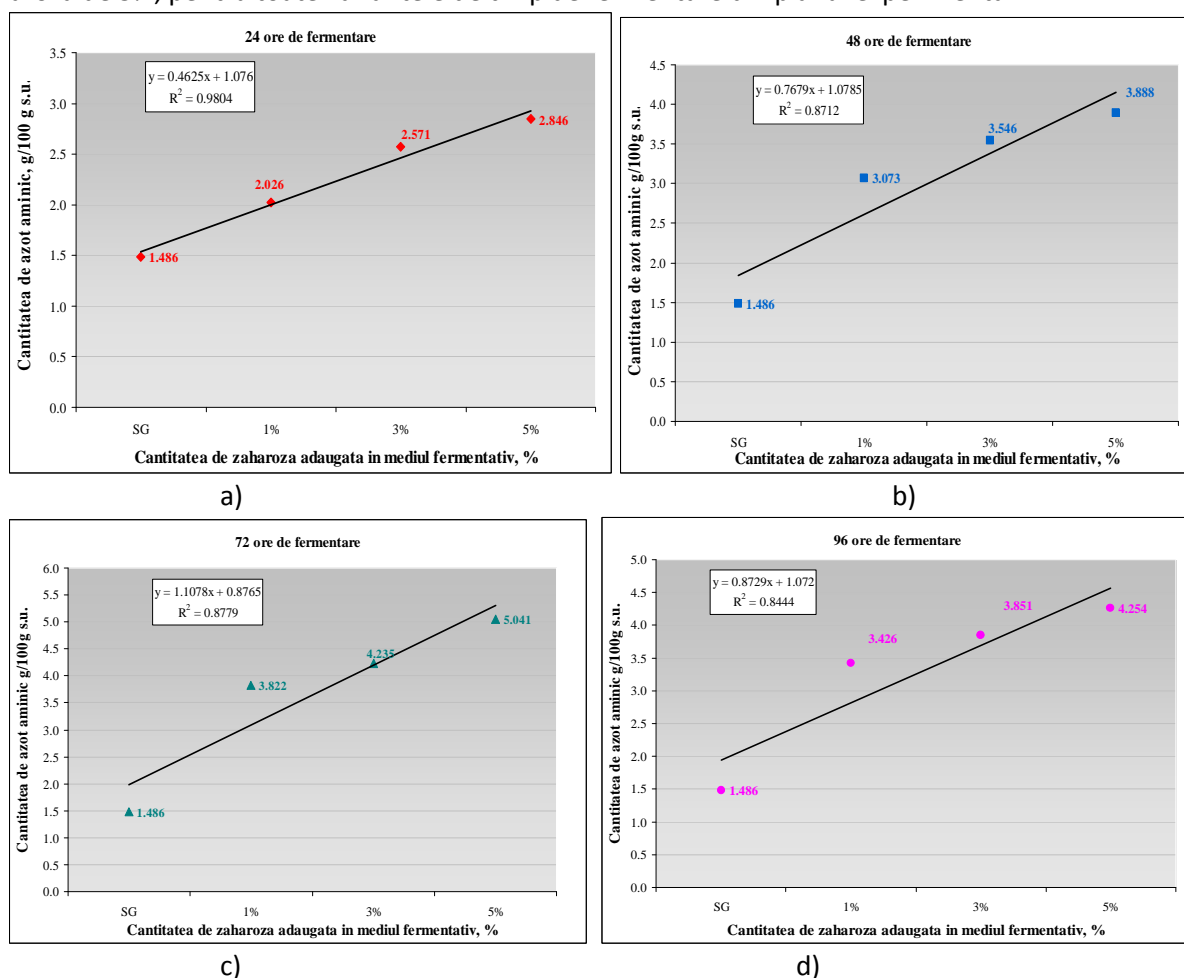 24 ore de fermentare
y = 0.4625x + 1.076
R² = 0.9804
Cantitatea de azot aminic, g/100 g s.u.
3.5
3.0
2.5
2.0
1.5
1.0
0.5
0.0
1.486
2.026
2.571
2.846
SG 1% 3% 5%
Cantitatea de zaharoza adaugata in mediul fermentativ, %
a)
48 ore de fermentare
y = 0.7679x + 1.0785
R² = 0.8712
Cantitatea de azot aminic g/100g s.u.
4.5
4.0
3.5
3.0
2.5
2.0
1.5
1.0
0.5
0.0
1.486
3.073
3.546
3.888
SG 1% 3% 5%
Cantitatea de zaharoza adaugata in mediul fermentativ, %
b)
72 ore de fermentare
y = 1.1078x + 0.8765
R² = 0.8779
Cantitatea de azot aminic g/100g s.u.
6.0
5.5
5.0
4.5
4.0
3.5
3.0
2.5
2.0
1.5
1.0
0.5
0.0
1.486
3.822
4.235
5.041
SG 1% 3% 5%
Cantitatea de zaharoza adaugata in mediul fermentativ, %
c)
96 ore de fermentare
y = 0.8729x + 1.072
R² = 0.8444
Cantitatea de azot aminic g/100g s.u.
5.0
4.5
4.0
3.5
3.0
2.5
2.0
1.5
1.0
0.5
0.0
1.486
3.426
3.851
4.254
SG 1% 3% 5%
Cantitatea de zaharoza adaugata in mediul fermentativ, %
d)